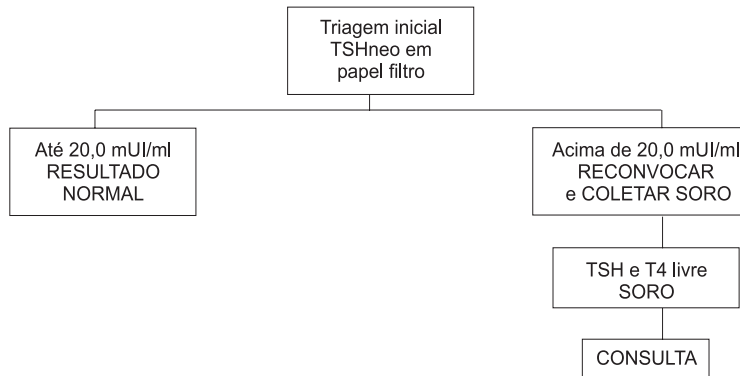 Triagem inicial
TSHneo em
papel filtro
Até 20,0 mUI/ml
RESULTADO
NORMAL
Acima de 20,0 mUI/ml
RECONVOCAR
e COLETAR SORO
TSH e T4 livre
SORO
CONSULTA